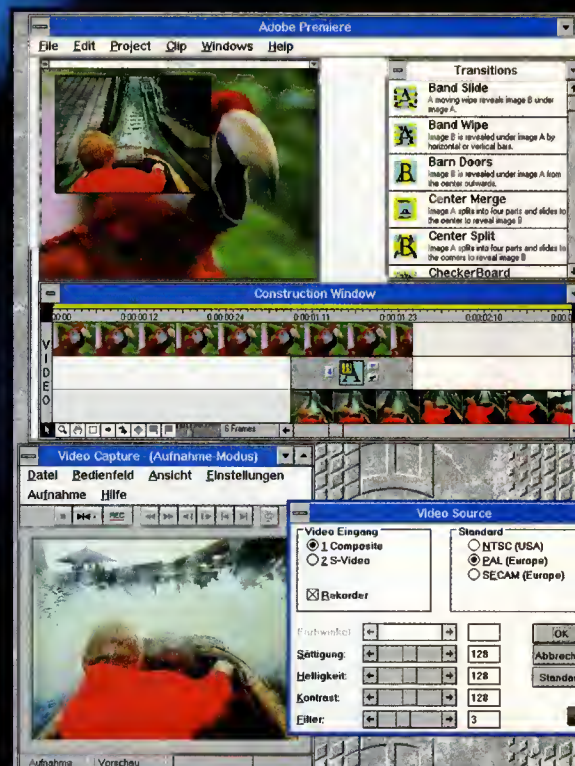 Adobe Premiere
File Edit Project Clip Windows Help
Transitions
Band Slide
A moving wipe reveals image B under
image A.
Band Wipe
Image B is revealed under image A by
horizontal or vertical bars.
Barn Doors
Image B is revealed under image A from
the center outwards.
Center Merge
Image A splits into four parts and slides to
the center to reveal image B
Center Split
Image A splits into four parts and slides to
the corners to reveal image B
CheckerBoard
Construction Window
0:00:00:12 0:00:00:24 0:00:01:11 0:00:01:23 0:00:02:10
VIDEO
6 Frames
Video Capture (Aufnahme-Modus)
Datei Bedienfeld Ansicht Einstellungen
Aufnahme Hilfe
REC
Video Source
Video Eingang
1 Composite
2 S-Video
Rekorder
Standard
NTSC (USA)
PAL (Europe)
SECAM (Europe)
Farbwinkel
Sättigung: 128
Helligkeit: 128
Kontrast: 128
Filter: 3
OK
Abbrech
Standa
Aufnahme Vorschau